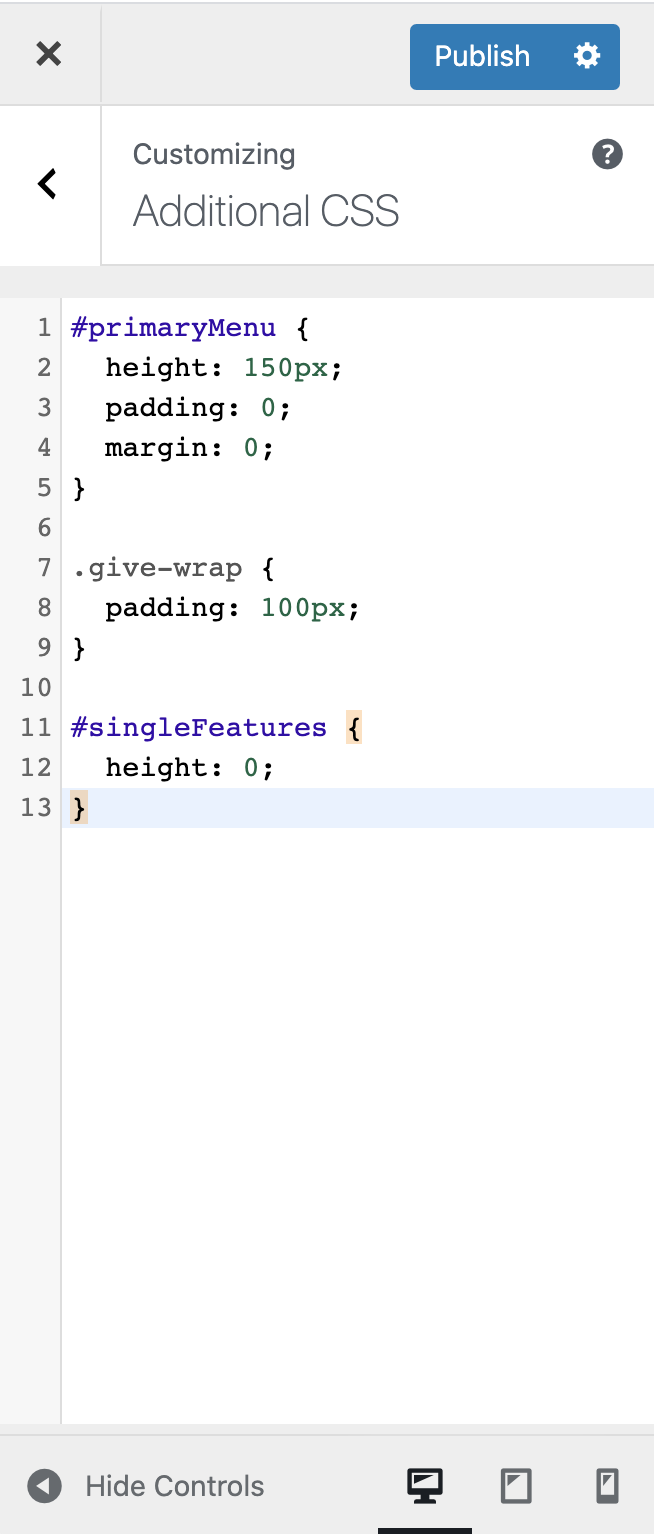 Publish
Customizing
Additional CSS
1 #primaryMenu {
2   height: 150px;
3   padding: 0;
4   margin: 0;
5 }
6
7 .give-wrap {
8   padding: 100px;
9 }
10
11 #singleFeatures {
12   height: 0;
13 }
Hide Controls